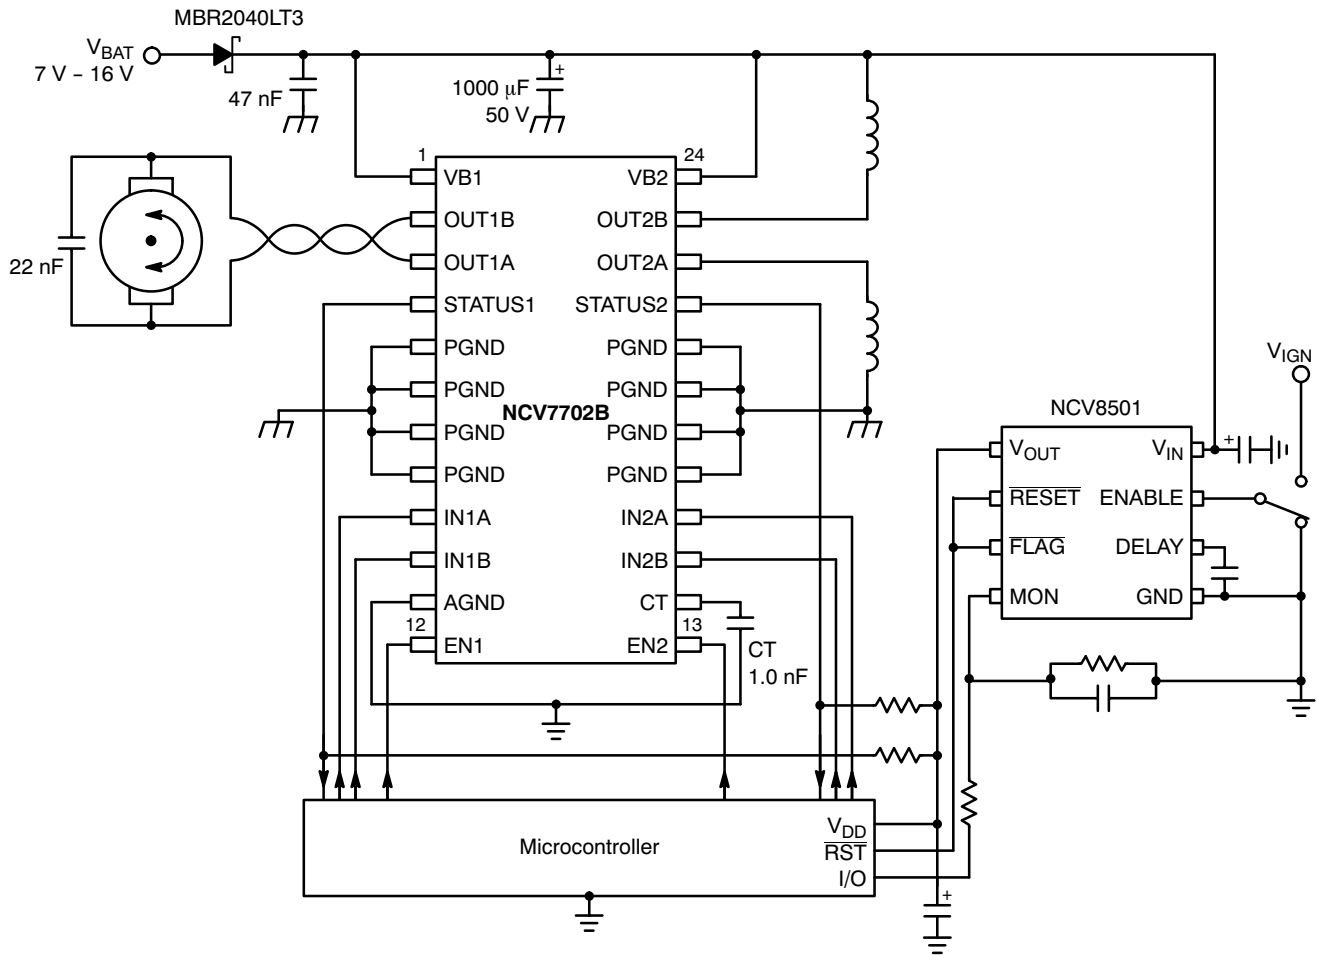 MBR2040LT3
VBAT
7 V – 16 V
47 nF
1000 μF
50 V
+
22 nF
1
24
VB1
VB2
OUT1B
OUT2B
OUT1A
OUT2A
STATUS1
STATUS2
PGND
PGND
PGND
PGND
NCV7702B
PGND
PGND
PGND
PGND
IN1A
IN2A
IN1B
IN2B
AGND
CT
12
13
EN1
EN2
CT
1.0 nF
VIGN
NCV8501
VOUT
VIN
+
RESET
ENABLE
FLAG
DELAY
MON
GND
Microcontroller
VDD
RST
I/O
+